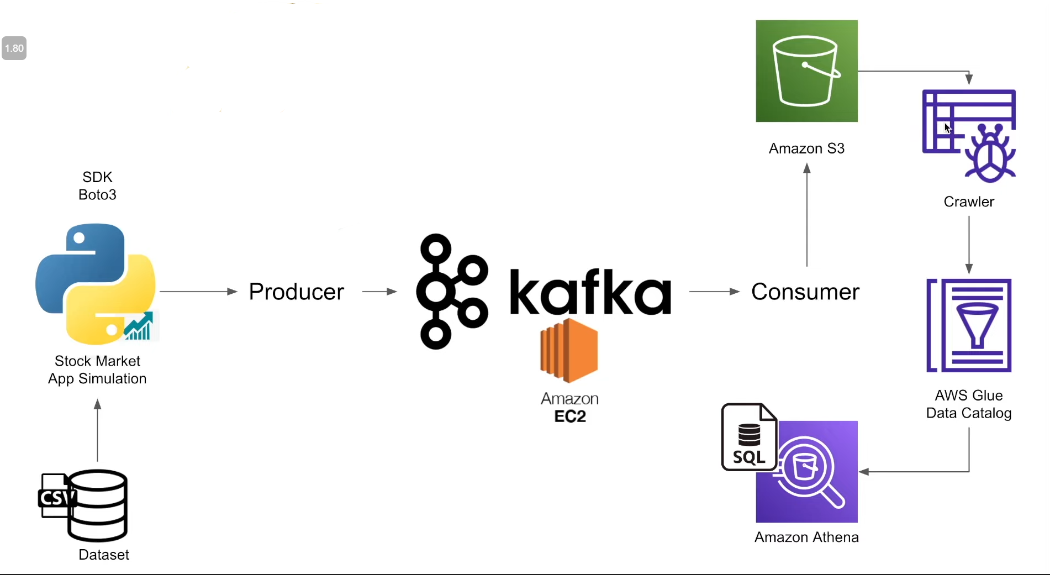 1.80
SDK
Boto3
Stock Market
App Simulation
CSV
Dataset
Producer
kafka
Amazon
EC2
Consumer
Amazon S3
Crawler
AWS Glue
Data Catalog
SQL
Amazon Athena